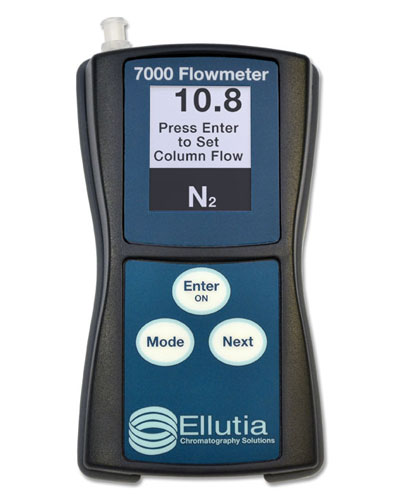 7000 Flowmeter
10.8
Press Enter
to Set
Column Flow
N₂
Enter
ON
Mode
Next
Ellutia
Chromatography Solutions